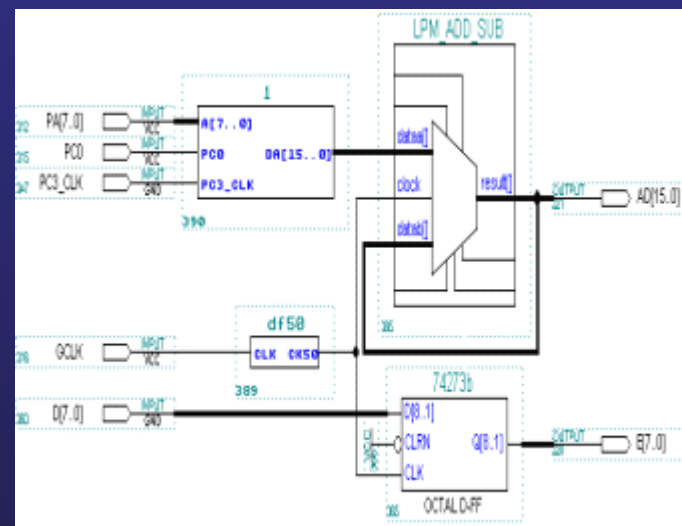 LPM_ADD_SUB
1
INPUT
VCC
PA[7..0]
A[7..0]
INPUT
VCC
PC0
PC0
DA[15..0]
INPUT
GND
PC3_CLK
PC3_CLK
390
dataa[]
clock
datab[]
result[]
OUTPUT
AD[15..0]
df50
INPUT
VCC
GCLK
CLK CK50
389
74273b
INPUT
GND
D[7..0]
D[8..1]
CLRN
Q[8..1]
CLK
OUTPUT
B[7..0]
VCC
OCTAL D-FF